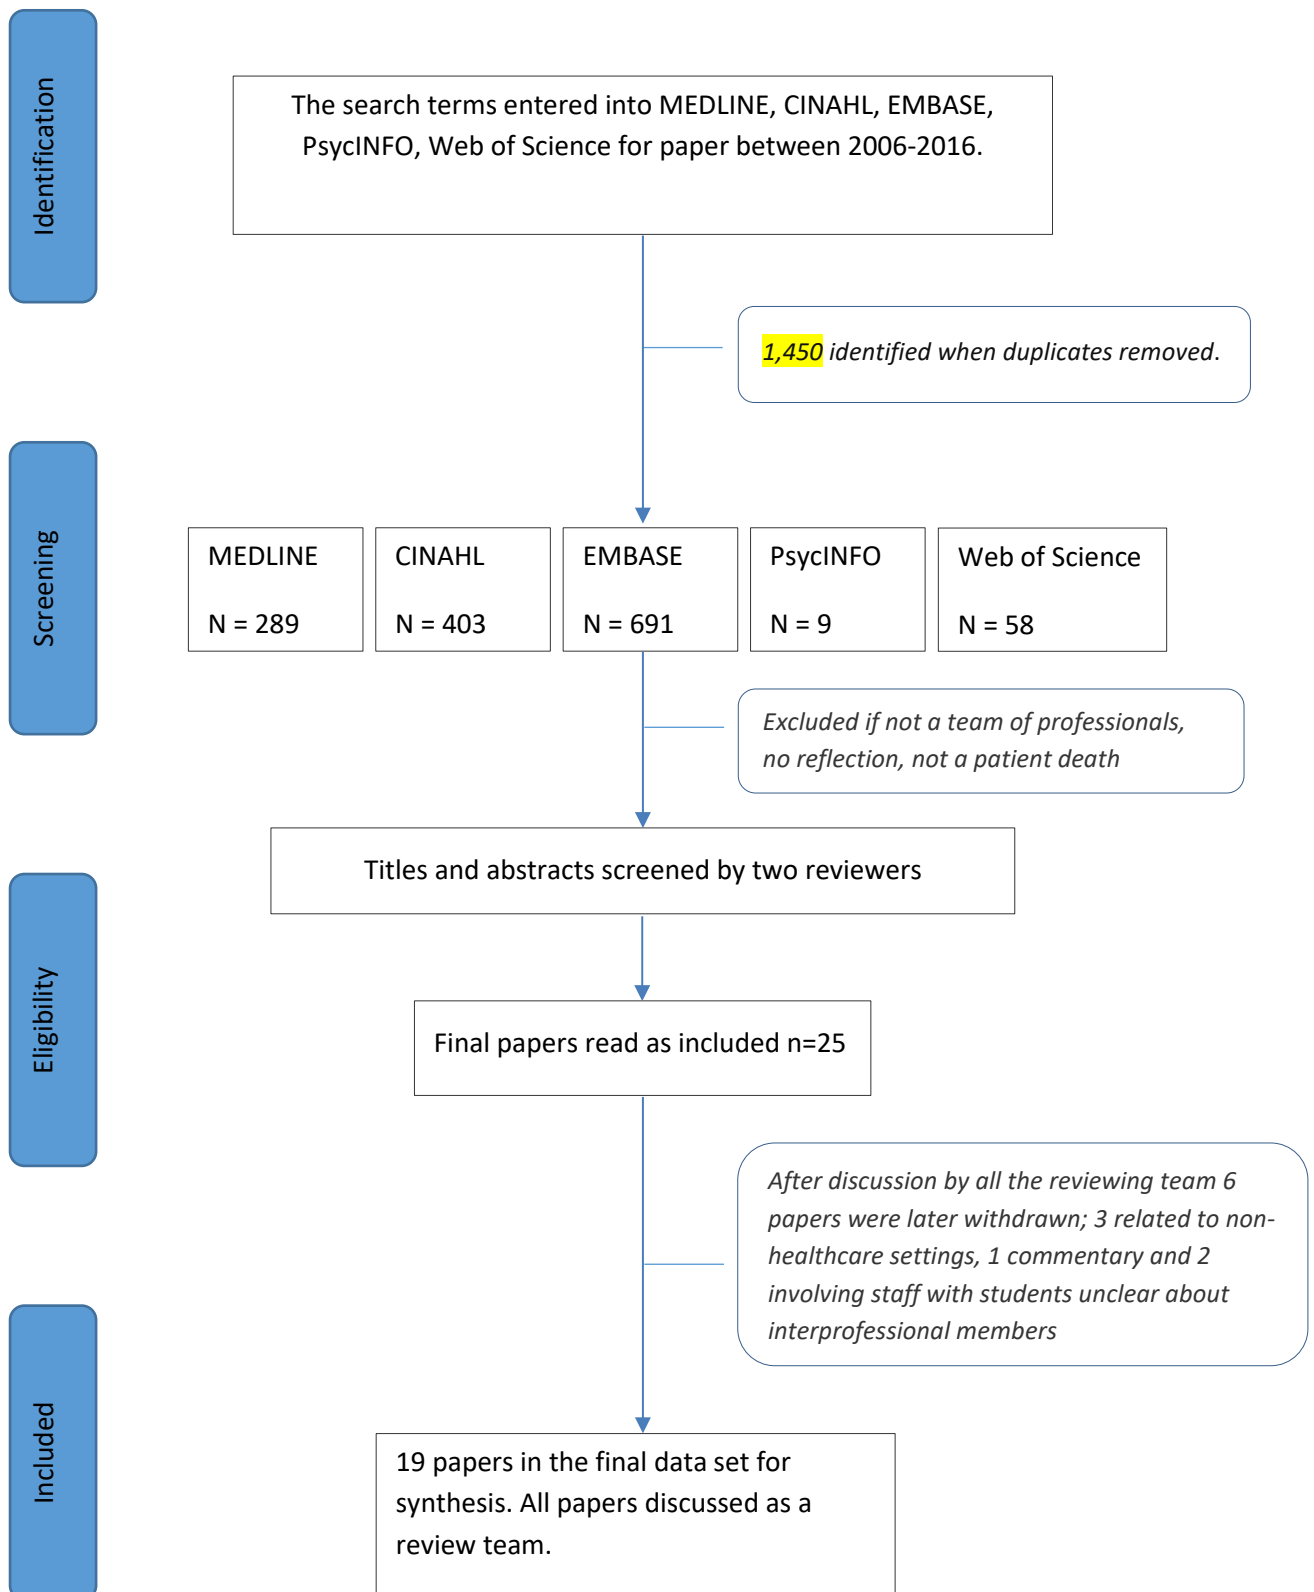 Identification
The search terms entered into MEDLINE, CINAHL, EMBASE,
PsycINFO, Web of Science for paper between 2006-2016.
1,450 identified when duplicates removed.
Screening
MEDLINE
N = 289
CINAHL
N = 403
EMBASE
N = 691
PsycINFO
N = 9
Web of Science
N = 58
Excluded if not a team of professionals,
no reflection, not a patient death
Titles and abstracts screened by two reviewers
Eligibility
Final papers read as included n=25
After discussion by all the reviewing team 6
papers were later withdrawn; 3 related to non-
healthcare settings, 1 commentary and 2
involving staff with students unclear about
interprofessional members
Included
19 papers in the final data set for
synthesis. All papers discussed as a
review team.